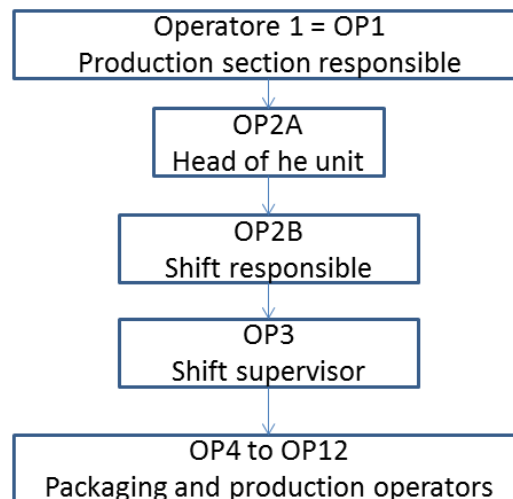 Operatore 1 = OP1
Production section responsible
OP2A
Head of he unit
OP2B
Shift responsible
OP3
Shift supervisor
OP4 to OP12
Packaging and production operators